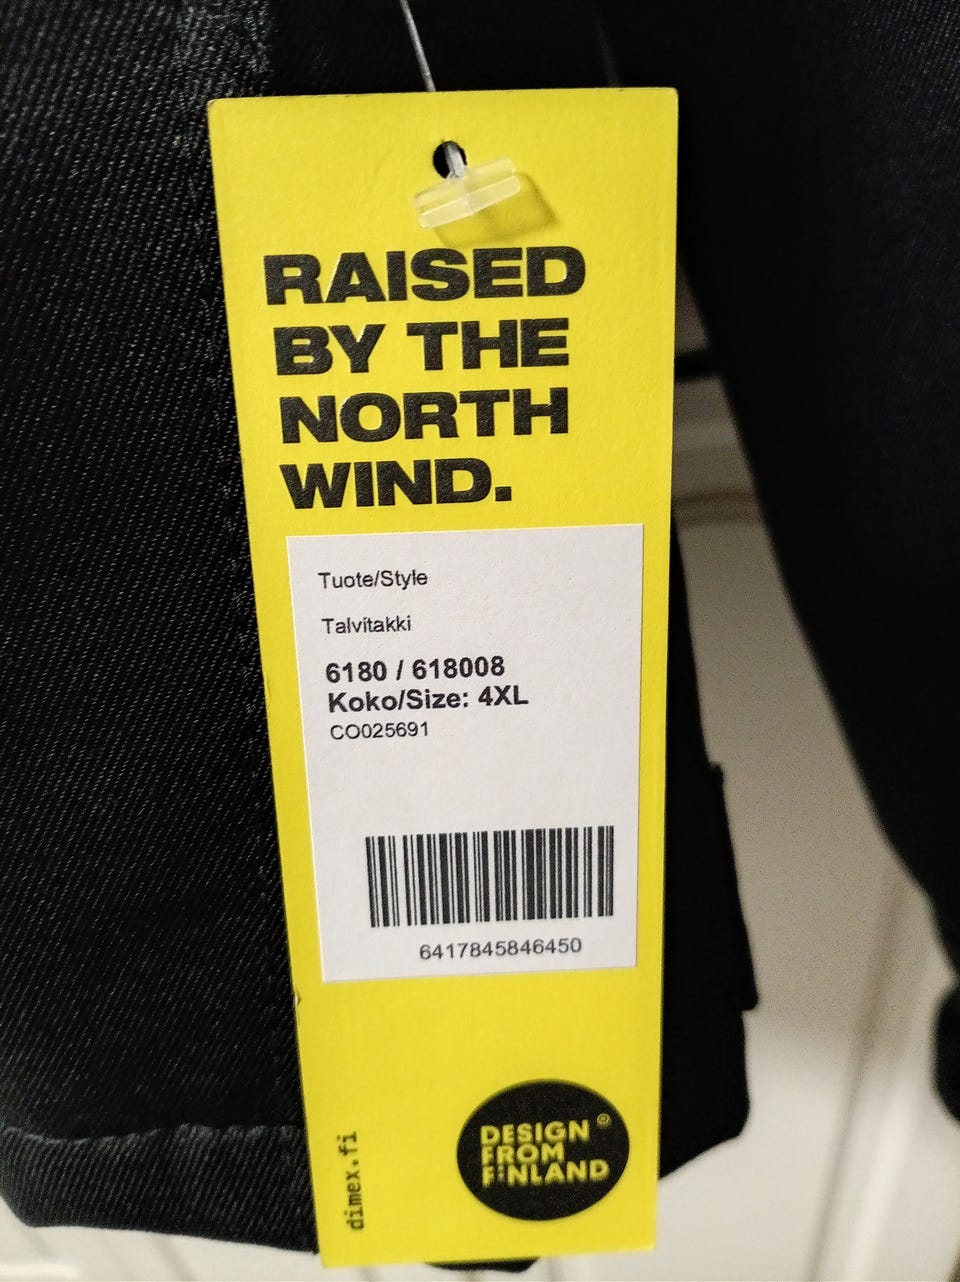 RAISED
BY THE
NORTH
WIND.
Tuote/Style
Talvitakki
6180 / 618008
Koko/Size: 4XL
CO025691
6417845846450
dimex.fi
DESIGN ®
FROM
FINLAND